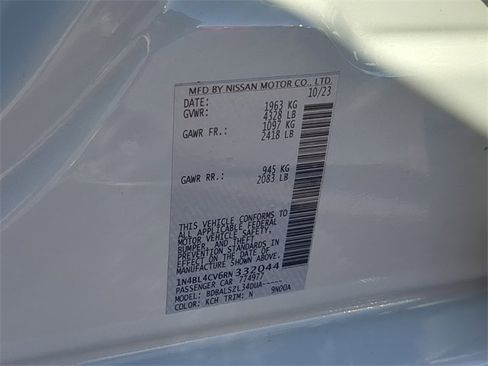 MFD BY NISSAN MOTOR CO., LTD.
DATE: 10/23
GVWR: 1963 KG
4328 LB
GAWR FR.: 1097 KG
2418 LB
GAWR RR.: 945 KG
2083 LB
THIS VEHICLE CONFORMS TO
ALL APPLICABLE FEDERAL
MOTOR VEHICLE SAFETY,
BUMPER, AND THEFT
PREVENTION STANDARDS IN
EFFECT ON THE DATE OF
MANUFACTURE SHOWN ABOVE.
1N4BL4CV6RN332044
PASSENGER CAR 774977
MODEL: BDBALSZL34DUA-----
COLOR: KCH TRIM: N 9N00A